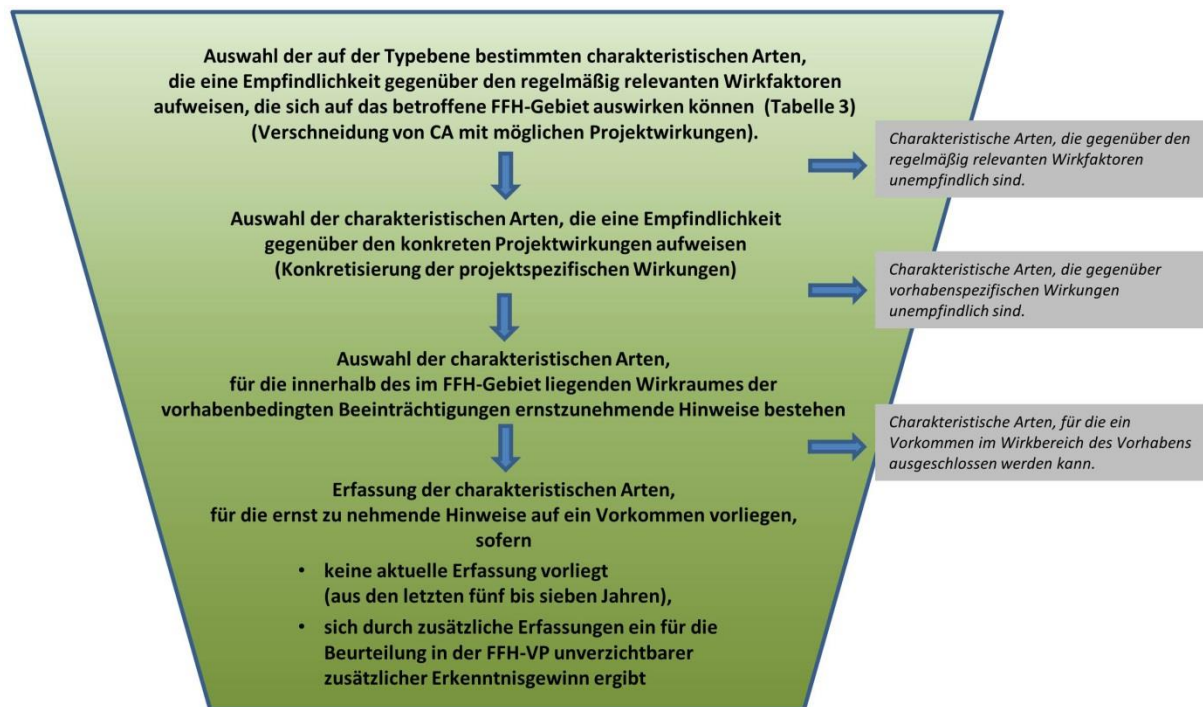 Auswahl der auf der Typebene bestimmten charakteristischen Arten,
die eine Empfindlichkeit gegenüber den regelmäßig relevanten Wirkfaktoren
aufweisen, die sich auf das betroffene FFH-Gebiet auswirken können (Tabelle 3)
(Verschneidung von CA mit möglichen Projektwirkungen).
Charakteristische Arten, die gegenüber den
regelmäßig relevanten Wirkfaktoren
unempfindlich sind.
Auswahl der charakteristischen Arten, die eine Empfindlichkeit
gegenüber den konkreten Projektwirkungen aufweisen
(Konkretisierung der projektspezifischen Wirkungen)
Charakteristische Arten, die gegenüber
vorhabenspezifischen Wirkungen
unempfindlich sind.
Auswahl der charakteristischen Arten,
für die innerhalb des im FFH-Gebiet liegenden Wirkraumes der
vorhabenbedingten Beeinträchtigungen ernstzunehmende Hinweise bestehen
Charakteristische Arten, für die ein
Vorkommen im Wirkbereich des Vorhabens
ausgeschlossen werden kann.
Erfassung der charakteristischen Arten,
für die ernst zu nehmende Hinweise auf ein Vorkommen vorliegen,
sofern
• keine aktuelle Erfassung vorliegt
(aus den letzten fünf bis sieben Jahren),
• sich durch zusätzliche Erfassungen ein für die
Beurteilung in der FFH-VP unverzichtbarer
zusätzlicher Erkenntnisgewinn ergibt